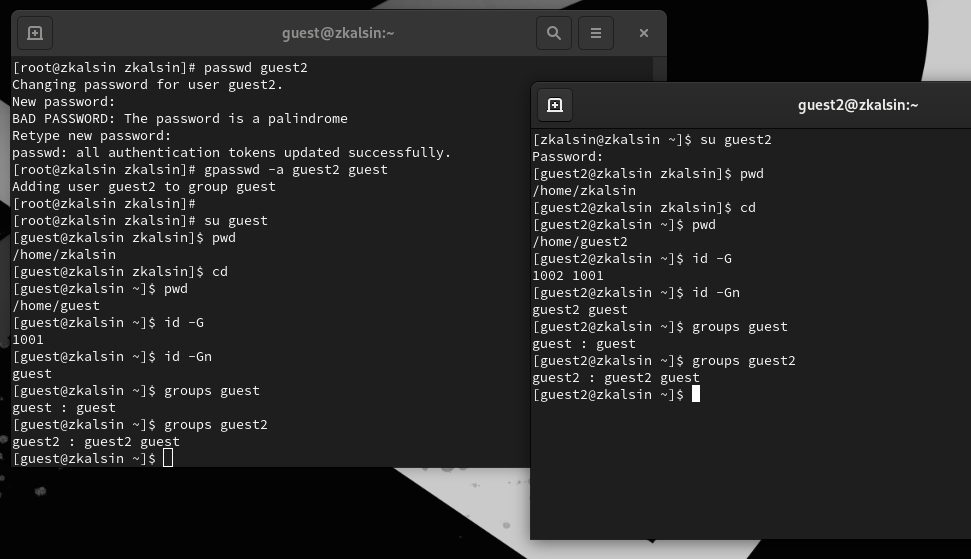 guest@zkalsin:~
[root@zkalsin zkalsin]# passwd guest2
Changing password for user guest2.
New password:
BAD PASSWORD: The password is a palindrome
Retype new password:
passwd: all authentication tokens updated successfully.
[root@zkalsin zkalsin]# gpasswd -a guest2 guest
Adding user guest2 to group guest
[root@zkalsin zkalsin]#
[root@zkalsin zkalsin]# su guest
[guest@zkalsin zkalsin]$ pwd
/home/zkalsin
[guest@zkalsin zkalsin]$ cd
[guest@zkalsin ~]$ pwd
/home/guest
[guest@zkalsin ~]$ id -G
1001
[guest@zkalsin ~]$ id -Gn
guest
[guest@zkalsin ~]$ groups guest
guest : guest
[guest@zkalsin ~]$ groups guest2
guest2 : guest2 guest
[guest@zkalsin ~]$
guest2@zkalsin:~
[zkalsin@zkalsin ~]$ su guest2
Password:
[guest2@zkalsin zkalsin]$ pwd
/home/zkalsin
[guest2@zkalsin zkalsin]$ cd
[guest2@zkalsin ~]$ pwd
/home/guest2
[guest2@zkalsin ~]$ id -G
1002 1001
[guest2@zkalsin ~]$ id -Gn
guest2 guest
[guest2@zkalsin ~]$ groups guest
guest : guest
[guest2@zkalsin ~]$ groups guest2
guest2 : guest2 guest
[guest2@zkalsin ~]$